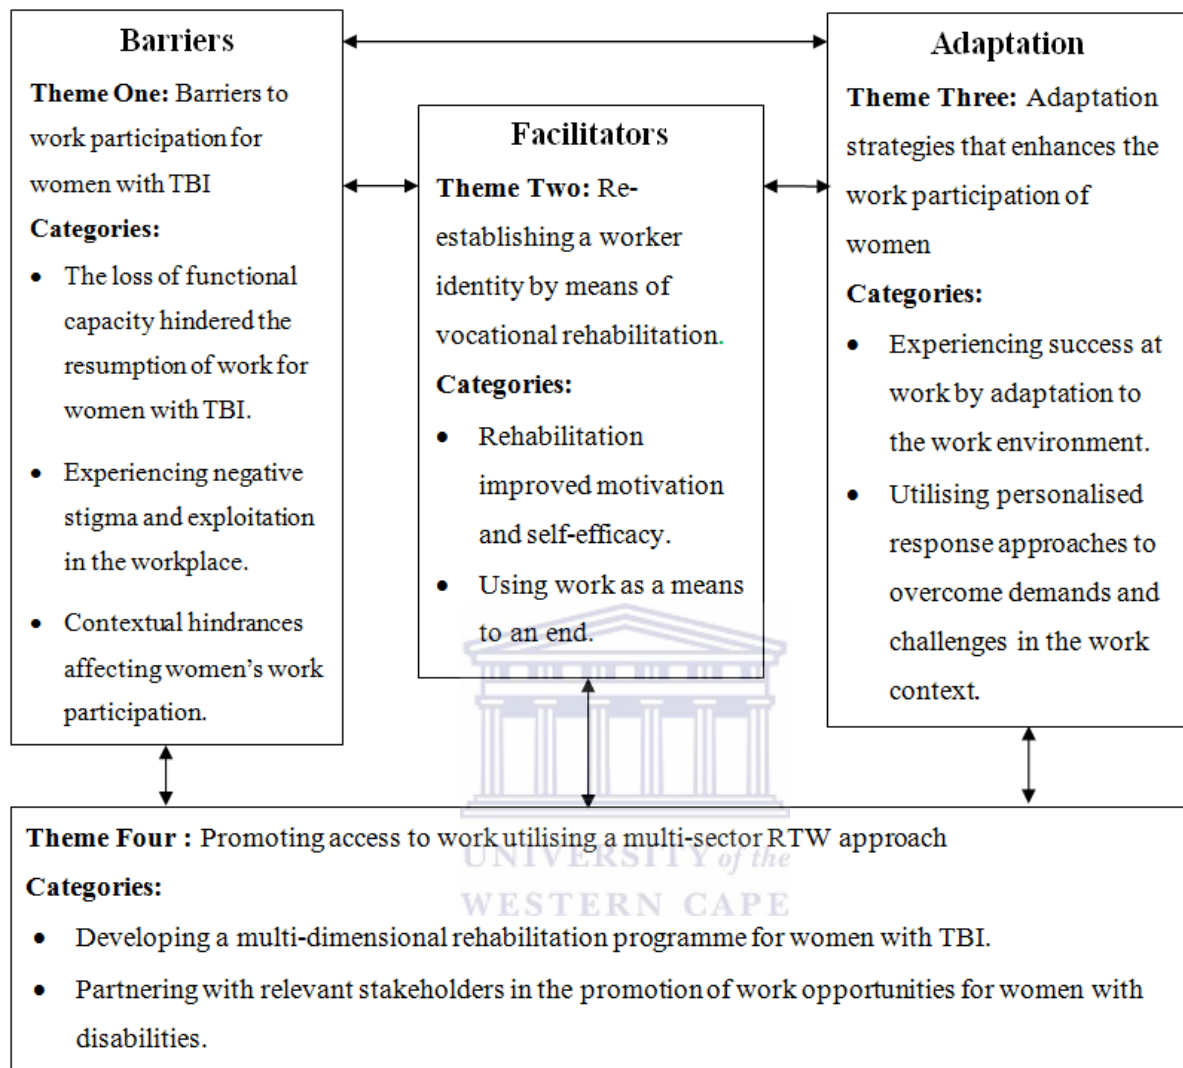 Barriers
Theme One: Barriers to
work participation for
women with TBI
Categories:
• The loss of functional
capacity hindered the
resumption of work for
women with TBI.
• Experiencing negative
stigma and exploitation
in the workplace.
• Contextual hindrances
affecting women's work
participation.
Facilitators
Theme Two: Re-
establishing a worker
identity by means of
vocational rehabilitation.
Categories:
• Rehabilitation
improved motivation
and self-efficacy.
• Using work as a means
to an end.
Adaptation
Theme Three: Adaptation
strategies that enhances the
work participation of
women
Categories:
• Experiencing success at
work by adaptation to
the work environment.
• Utilising personalised
response approaches to
overcome demands and
challenges in the work
context.
Theme Four : Promoting access to work utilising a multi-sector RTW approach
Categories:
• Developing a multi-dimensional rehabilitation programme for women with TBI.
• Partnering with relevant stakeholders in the promotion of work opportunities for women with
disabilities.
UNIVERSITY of the
WESTERN CAPE